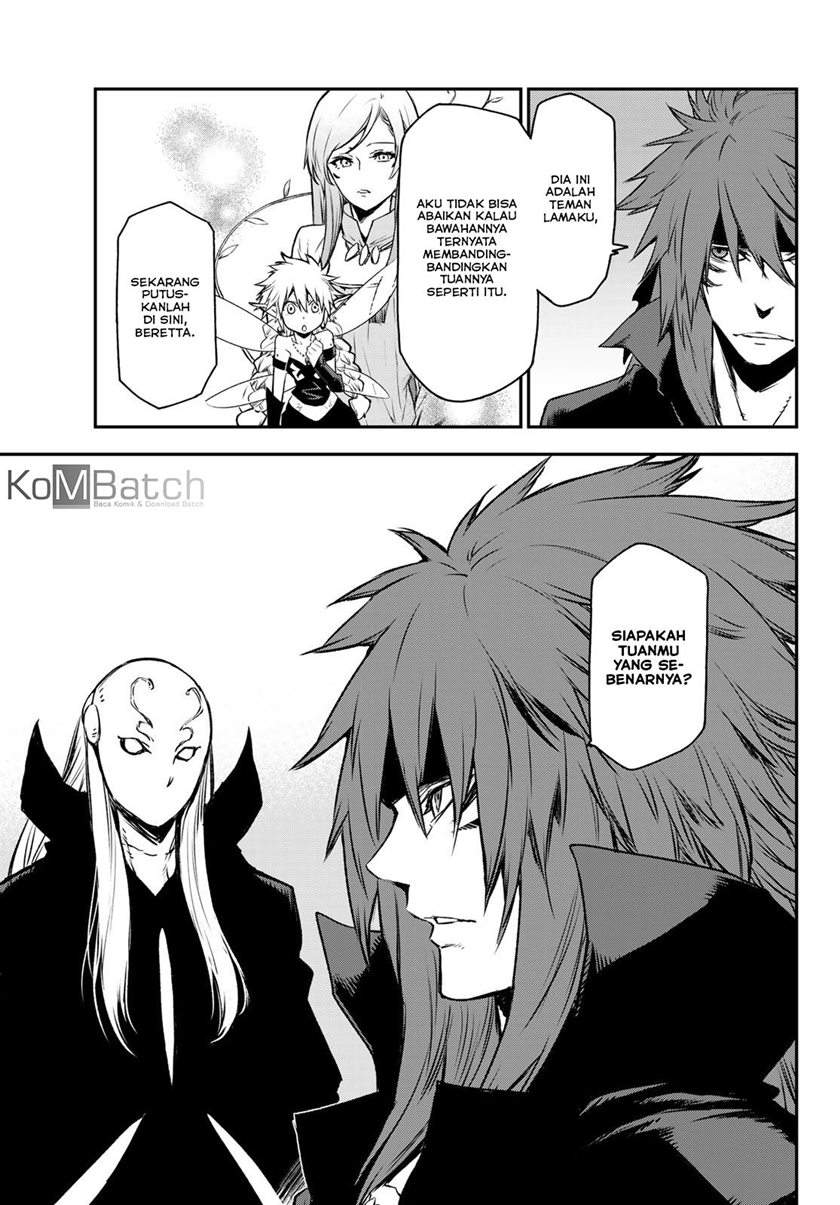 DIA INI
ADALAH
TEMAN
LAMAKU,
AKU TIDAK BISA
ABAIKAN KALAU
BAWAHANNYA
TERNYATA
MEMBANDING-
BANDINGKAN
TUANNYA
SEPERTI ITU.
SEKARANG
PUTUS-
KANLAH
DI SINI,
BERETTA.
KoMBatch
Baca Komik & Download Batch
SIAPAKAH
TUANMU
YANG SE-
BENARNYA?